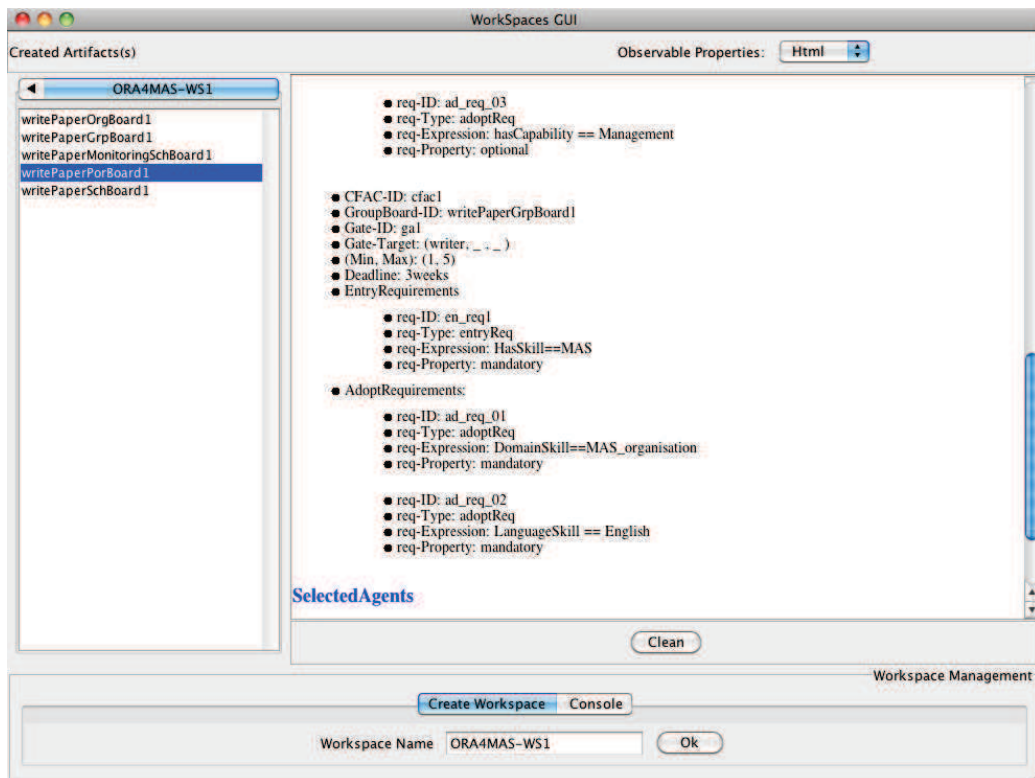 WorkSpaces GUI
Created Artifacts(s)
Observable Properties: Html
ORA4MAS-WS1
writePaperOrgBoard1
writePaperGrpBoard1
writePaperMonitoringSchBoard1
writePaperPorBoard1
writePaperSchBoard1
req-ID: ad_req_03
req-Type: adoptReq
req-Expression: hasCapability == Management
req-Property: optional
CFAC-ID: cfac1
GroupBoard-ID: writePaperGrpBoard1
Gate-ID: ga1
Gate-Target: (writer, _ , _ )
(Min, Max): (1, 5)
Deadline: 3weeks
EntryRequirements
req-ID: en_req1
req-Type: entryReq
req-Expression: HasSkill==MAS
req-Property: mandatory
AdoptRequirements:
req-ID: ad_req_01
req-Type: adoptReq
req-Expression: DomainSkill==MAS_organisation
req-Property: mandatory
req-ID: ad_req_02
req-Type: adoptReq
req-Expression: LanguageSkill == English
req-Property: mandatory
SelectedAgents
Clean
Workspace Management
Create Workspace Console
Workspace Name ORA4MAS-WS1 Ok